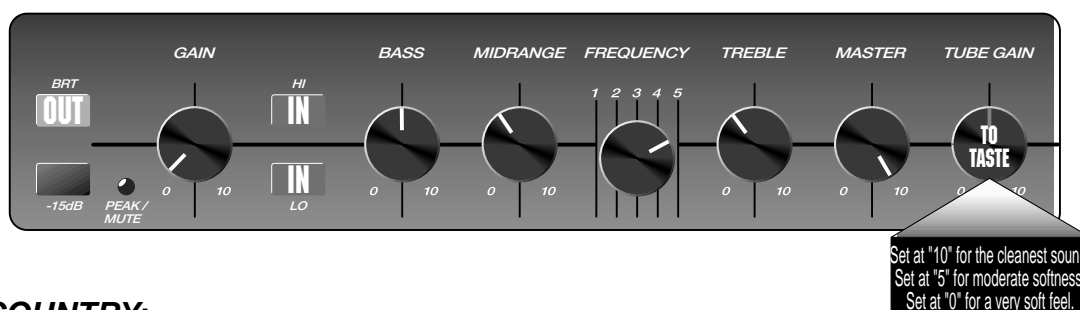 GAIN BASS MIDRANGE FREQUENCY TREBLE MASTER TUBE GAIN
BRT HI
1 2 3 4 5
OUT IN
TO
TASTE
IN
0 10 0 10 0 10 0 10 0 10 0 10
-15dB PEAK / LO
MUTE
Set at "10" for the cleanest soun
Set at "5" for moderate softness
Set at "0" for a very soft feel.
COUNTRY: